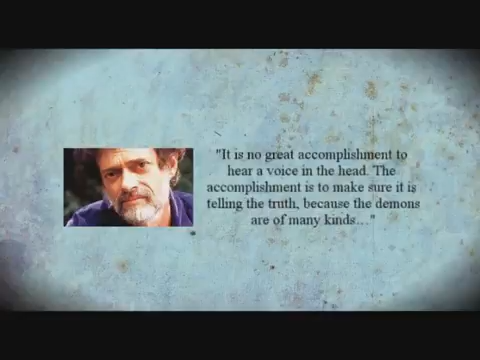 "It is no great accomplishment to
hear a voice in the head. The
accomplishment is to make sure it is
telling the truth, because the demons
are of many kinds…"